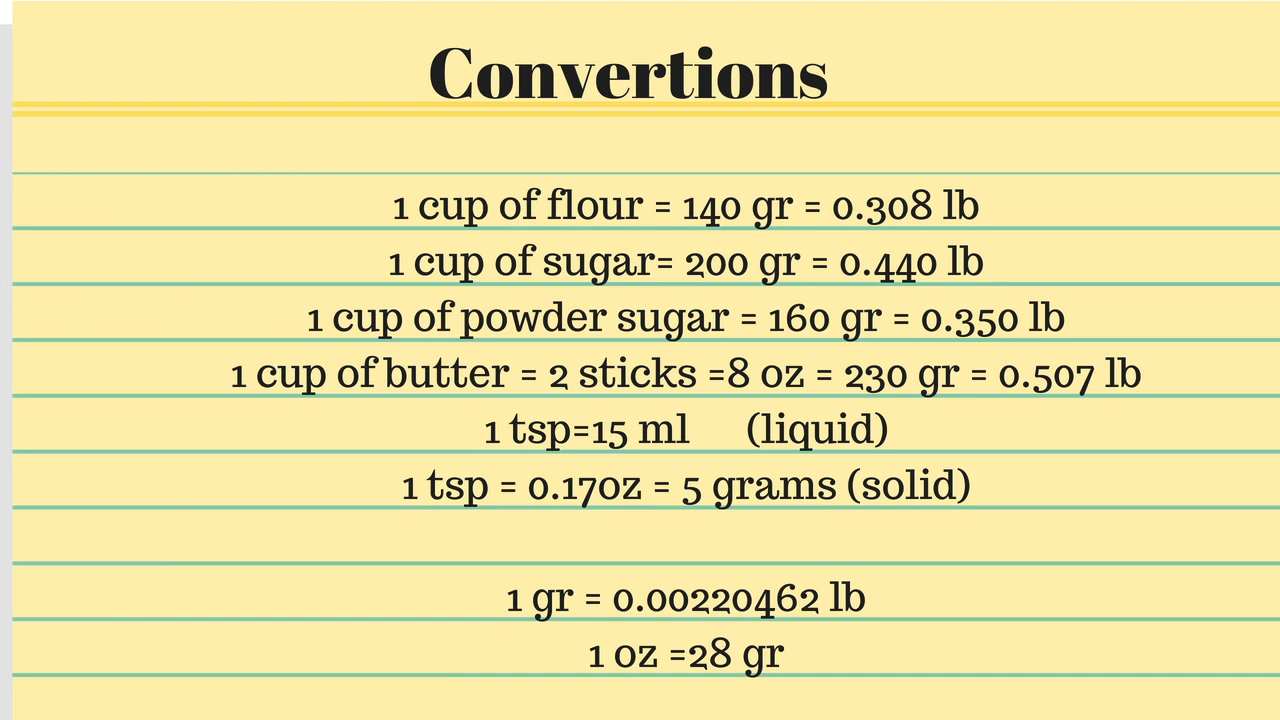 Convertions
1 cup of flour = 140 gr = 0.308 lb
1 cup of sugar= 200 gr = 0.440 lb
1 cup of powder sugar = 160 gr = 0.350 lb
1 cup of butter = 2 sticks =8 oz = 230 gr = 0.507 lb
1 tsp=15 ml (liquid)
1 tsp = 0.17oz = 5 grams (solid)
1 gr = 0.00220462 lb
1 oz =28 gr